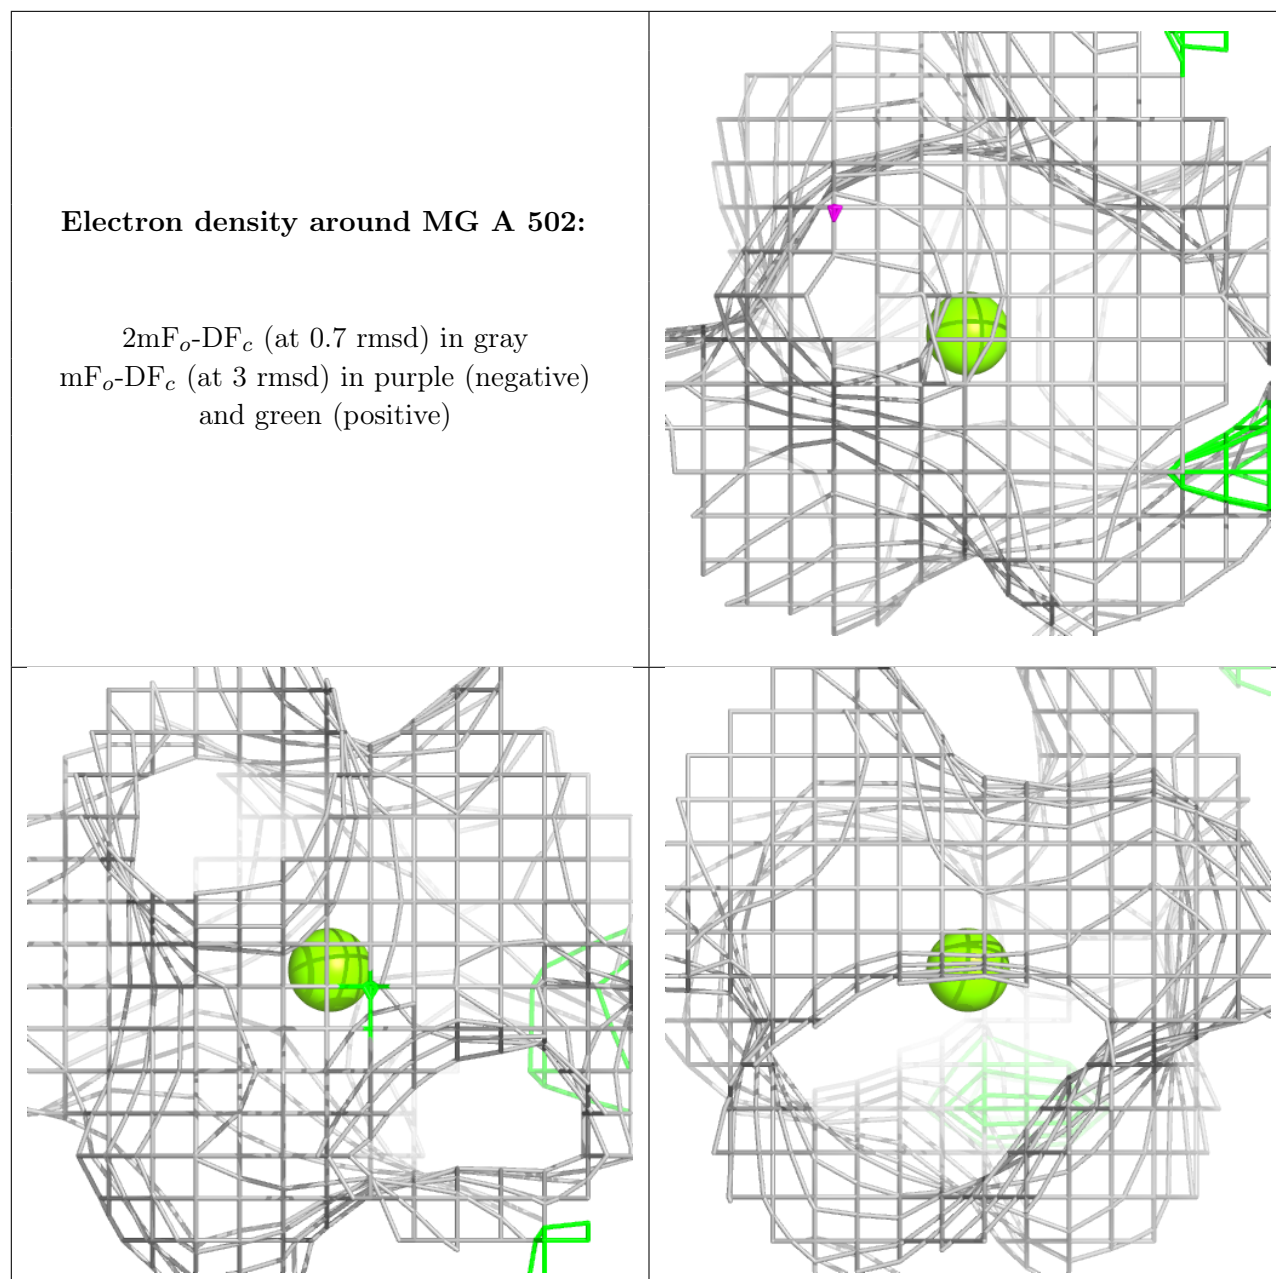 Electron density around MG A 502:
2mFo-DFc (at 0.7 rmsd) in gray
mFo-DFc (at 3 rmsd) in purple (negative)
and green (positive)